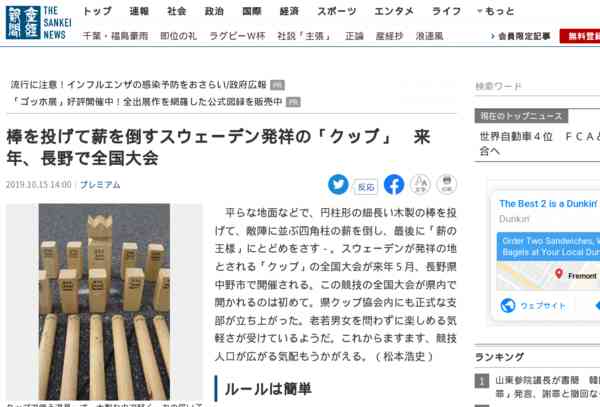 産経新聞
THE SANKEI NEWS
トップ 速報 社会 政治 国際 経済 スポーツ エンタメ ライフ もっと
千葉・福島豪雨 即位の礼 ラグビーW杯 社説「主張」 正論 産経抄 浪速風
会員限定記事
無料登録
流行に注意！インフルエンザの感染予防をおさらい/政府広報 PR
「ゴッホ展」好評開催中！全出展作を網羅した公式図録を販売中 PR
棒を投げて薪を倒すスウェーデン発祥の「クッブ」　来
年、長野で全国大会
2019.10.15 14:00 プレミアム
反応
文字
印刷
平らな地面などで、円柱形の細長い木製の棒を投
げて、敵陣に並ぶ四角柱の薪を倒し、最後に「薪の
王様」にとどめをさす－。スウェーデンが発祥の地
とされる「クッブ」の全国大会が来年５月、長野県
中野市で開催される。この競技の全国大会が県内で
開かれるのは初めて。県クッブ協会内にも正式な支
部が立ち上がった。老若男女を問わずに楽しめる気
軽さが受けているようだ。これからますます、競技
人口が広がる気配もうかがえる。（松本浩史）
ルールは簡単
検索ワード
現在のトップニュース
世界自動車４位　ＦＣＡと
合へ
The Best 2 is a Dunkin'
Dunkin'
Order Two Sandwiches, W
Bagels at Your Local Dun
Fremont
ウェブサイト
ランキング
1 山東参院議長が書簡　韓国
罪」発言、謝罪と撤回な